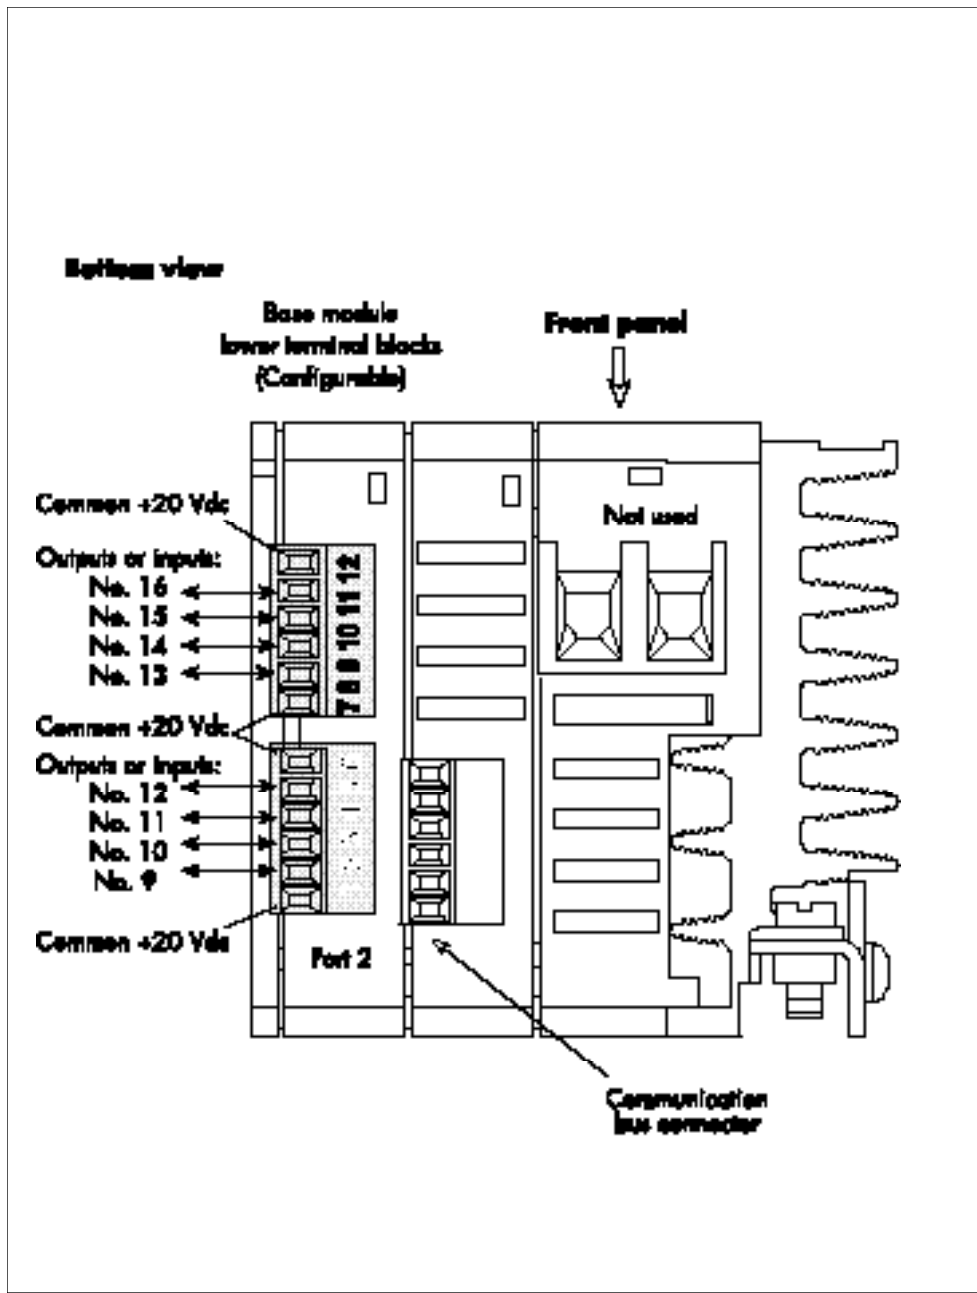 Bottom view
Base module
lower terminal blocks
(Configurable)
Front panel
Common +20 Vdc
Not used
Outputs or inputs:
No. 16
No. 15
No. 14
No. 13
7 8 9 10 11 12
Common +20 Vdc
Outputs or inputs:
No. 12
No. 11
No. 10
No. 9
Common +20 Vdc
Port 2
Communication
bus connector